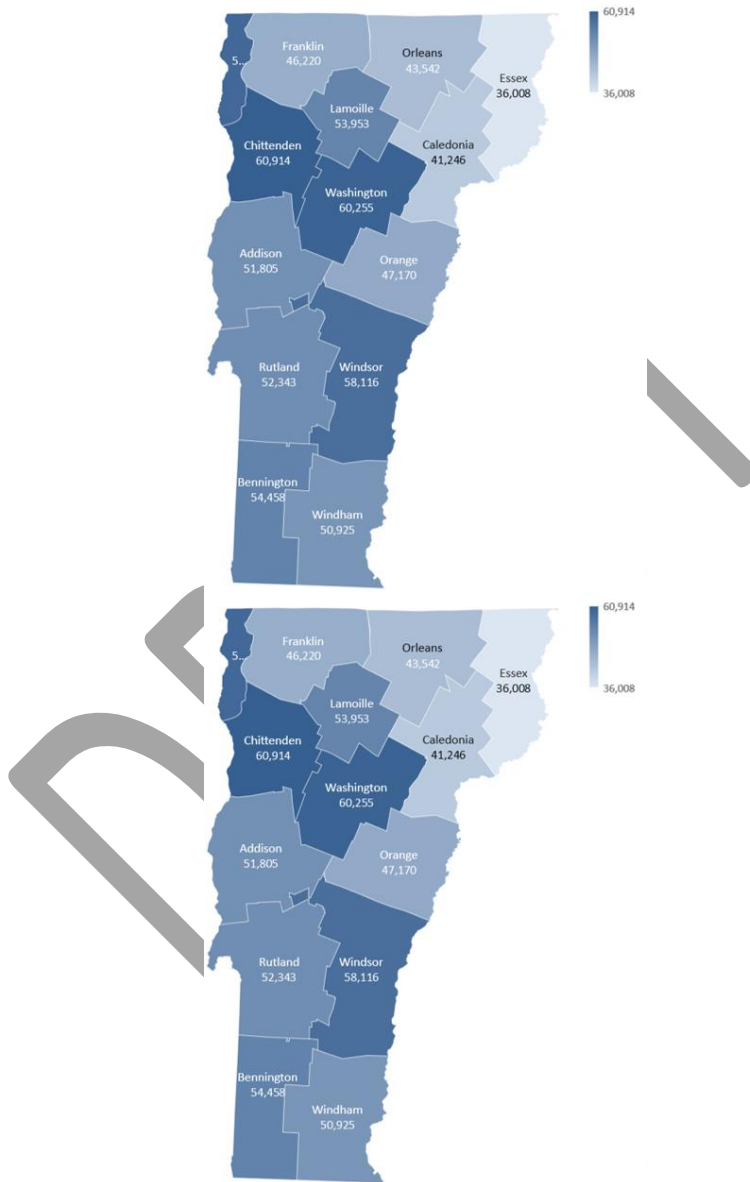 60,914
Franklin
46,220
Orleans
43,542
5...
Essex
36,008
36,008
Lamoille
53,953
Chittenden
60,914
Caledonia
41,246
Washington
60,255
Addison
51,805
Orange
47,170
Rutland
52,343
Windsor
58,116
Bennington
54,458
Windham
50,925
60,914
Franklin
46,220
Orleans
43,542
5...
Essex
36,008
36,008
Lamoille
53,953
Chittenden
60,914
Caledonia
41,246
Washington
60,255
Addison
51,805
Orange
47,170
Rutland
52,343
Windsor
58,116
Bennington
54,458
Windham
50,925